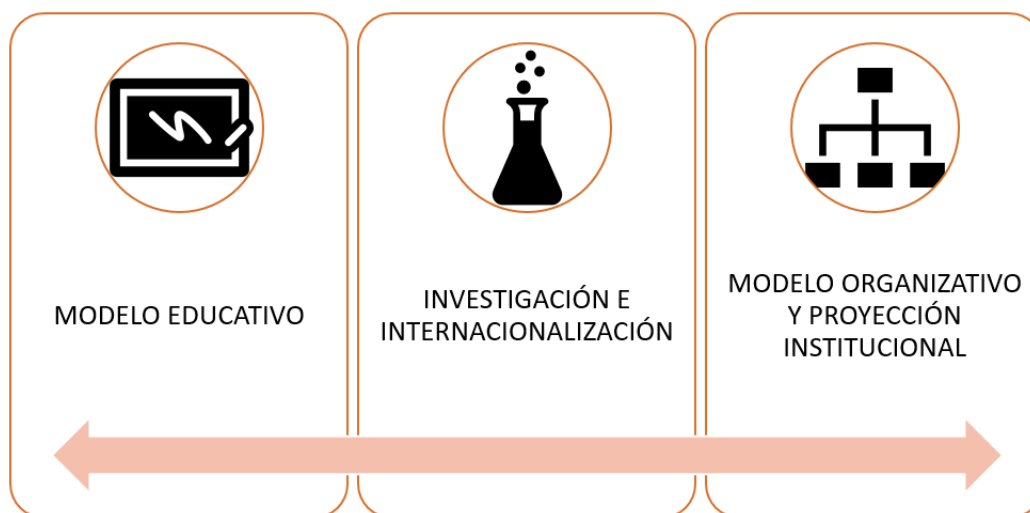 MODELO EDUCATIVO
INVESTIGACIÓN E
INTERNACIONALIZACIÓN
MODELO ORGANIZATIVO
Y PROYECCIÓN
INSTITUCIONAL